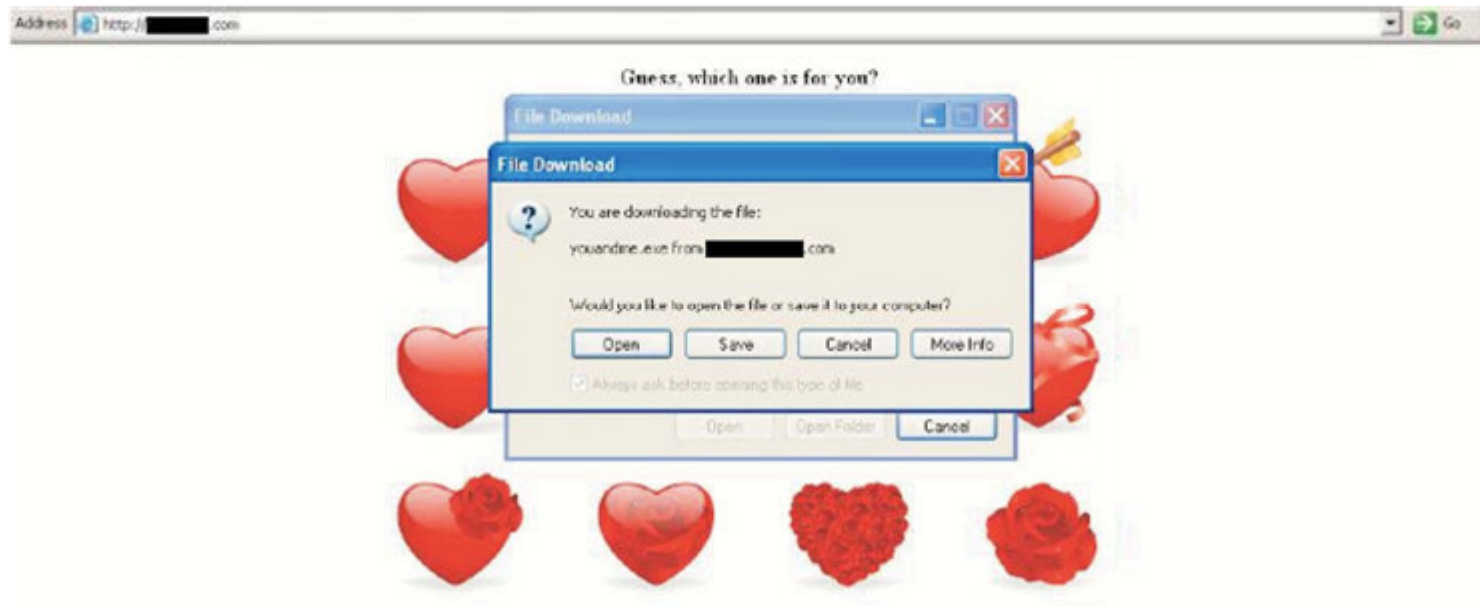 Address http:// .com Go
Guess, which one is for you?
File Download
File Download
You are downloading the file:
youandme.exe from .com
Would you like to open the file or save it to your computer?
Open Save Cancel More Info
Always ask before opening this type of file
Open Open Folder Cancel